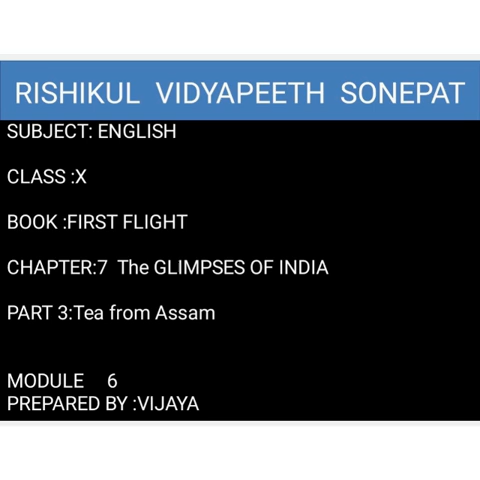 RISHIKUL VIDYAPEETH SONEPAT
SUBJECT: ENGLISH
CLASS :X
BOOK :FIRST FLIGHT
CHAPTER:7 The GLIMPSES OF INDIA
PART 3:Tea from Assam
MODULE 6
PREPARED BY :VIJAYA